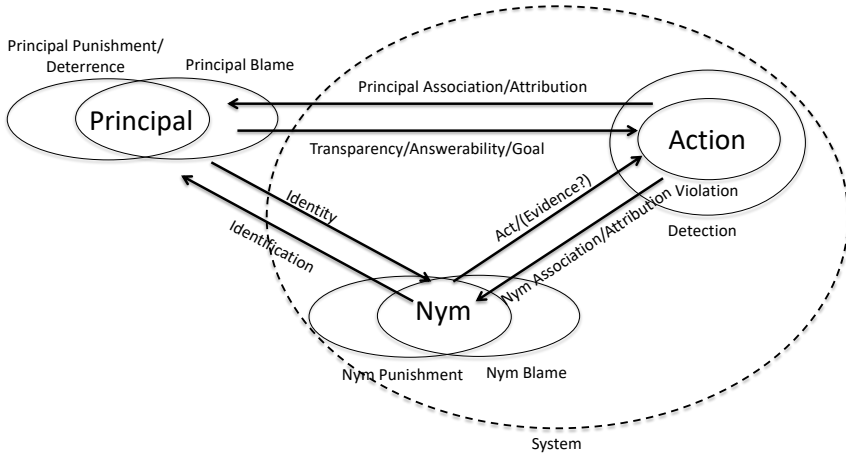 Principal Punishment/
Deterrence
Principal Blame
Principal Association/Attribution
Principal
Action
Transparency/Answerability/Goal
Violation
Detection
Identity
Identification
Act/(Evidence?)
Nym Association/Attribution
Nym
Nym Punishment
Nym Blame
System